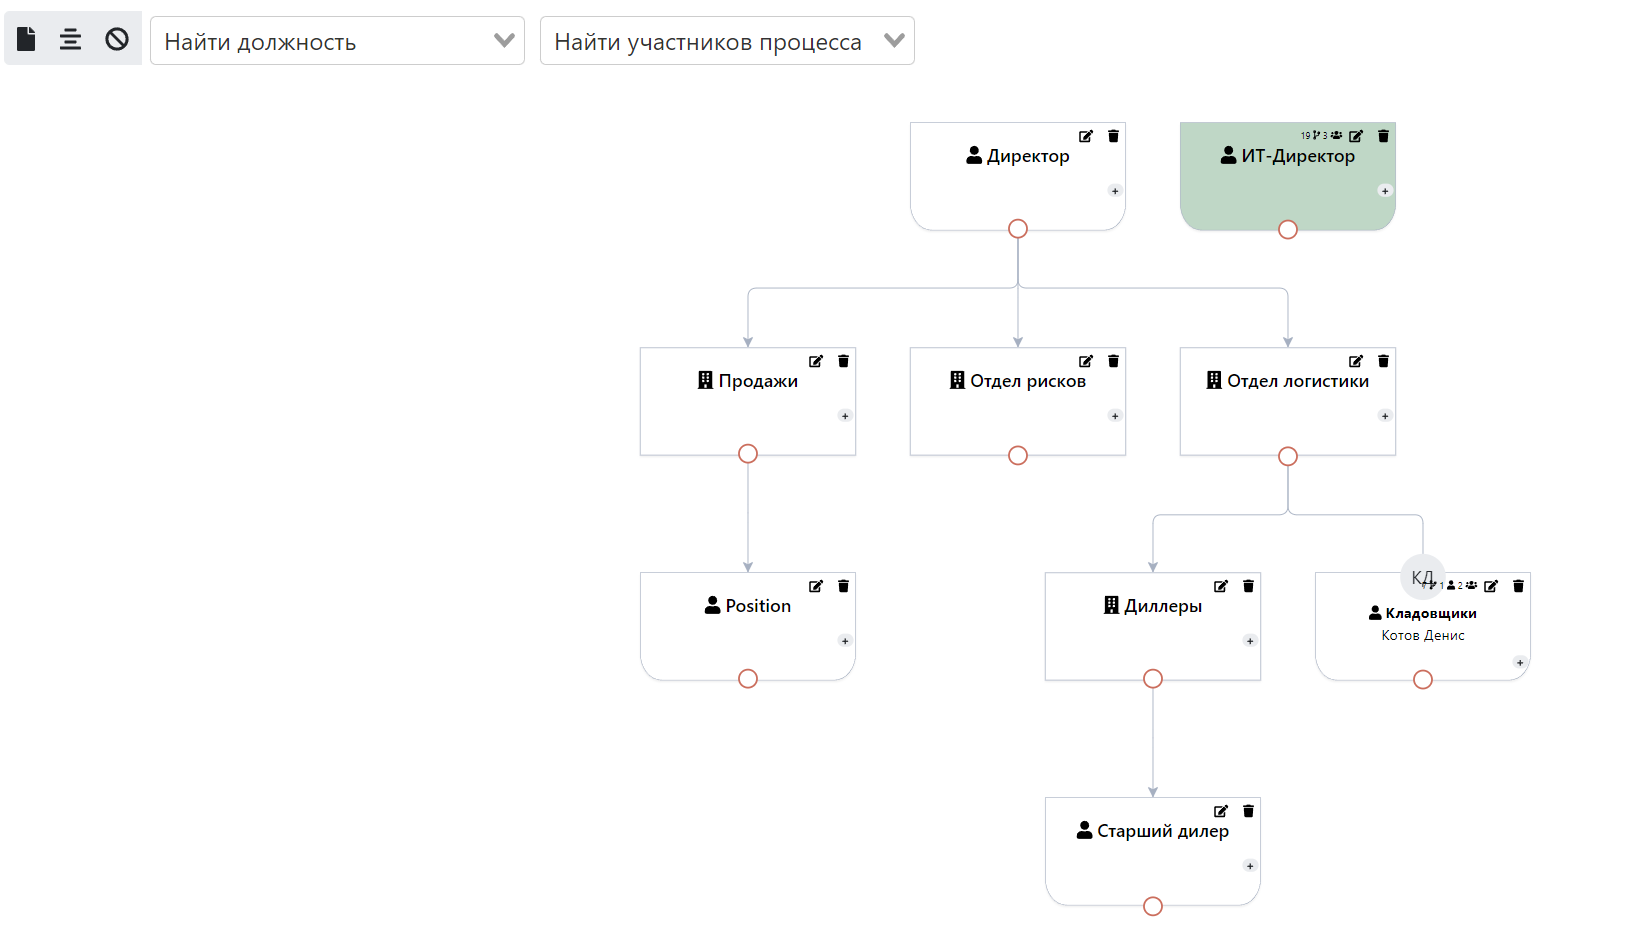 Найти должность
Найти участников процесса
Директор
+
19 3
ИТ-Директор
+
Продажи
+
Отдел рисков
+
Отдел логистики
+
Position
+
Диллеры
+
КД
1 2
Кладовщики
Котов Денис
+
Старший дилер
+